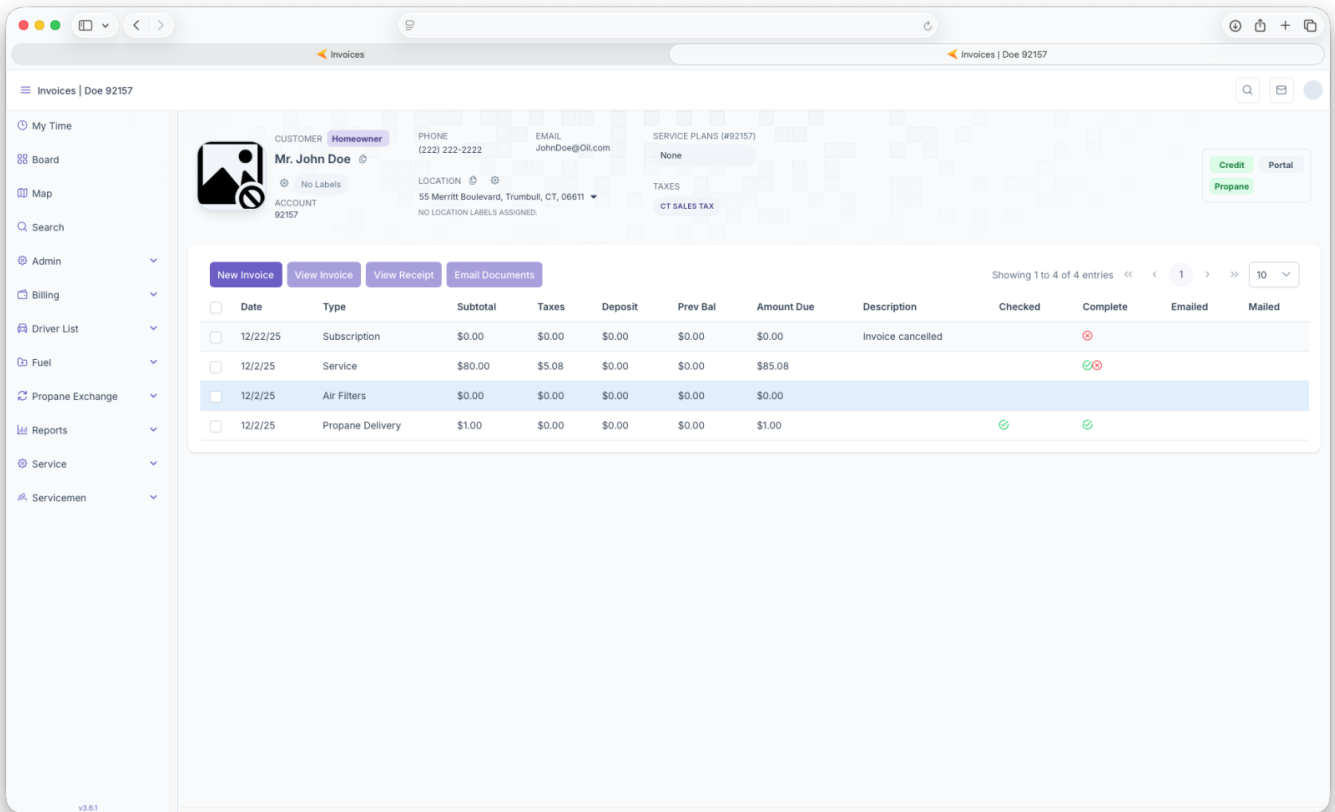 Invoices
Invoices | Doe 92157
Invoices | Doe 92157
My Time
Board
Map
Search
Admin
Billing
Driver List
Fuel
Propane Exchange
Reports
Service
Servicemen
v3.6.1
CUSTOMER Homeowner
Mr. John Doe
No Labels
ACCOUNT
92157
PHONE
(222) 222-2222
EMAIL
JohnDoe@Oil.com
LOCATION
55 Merritt Boulevard, Trumbull, CT, 06611
NO LOCATION LABELS ASSIGNED.
SERVICE PLANS (#92157)
None
TAXES
CT SALES TAX
Credit Portal
Propane
New Invoice View Invoice View Receipt Email Documents Showing 1 to 4 of 4 entries 1 10
Date Type Subtotal Taxes Deposit Prev Bal Amount Due Description Checked Complete Emailed Mailed
12/22/25 Subscription $0.00 $0.00 $0.00 $0.00 $0.00 Invoice cancelled
12/2/25 Service $80.00 $5.08 $0.00 $0.00 $85.08
12/2/25 Air Filters $0.00 $0.00 $0.00 $0.00 $0.00
12/2/25 Propane Delivery $1.00 $0.00 $0.00 $0.00 $1.00